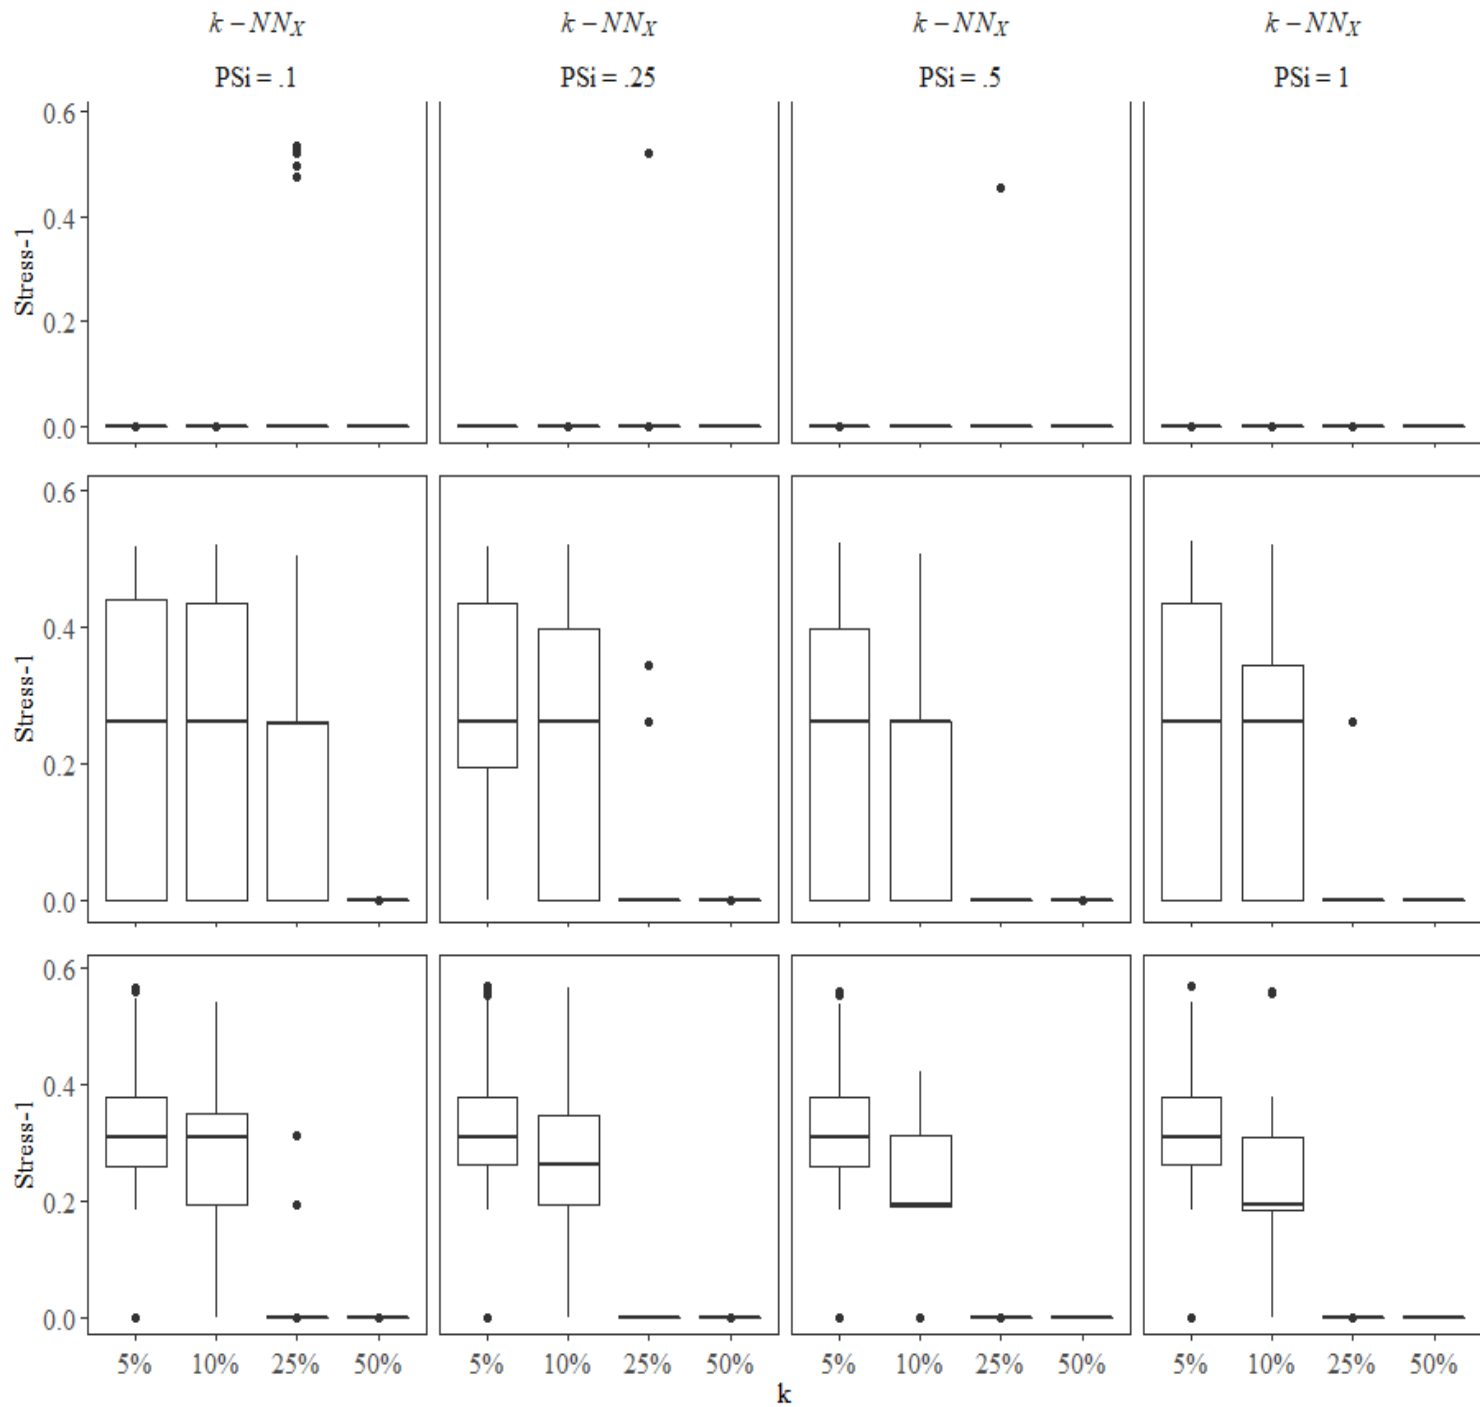 k − NN_X k − NN_X k − NN_X k − NN_X
PSi = .1 PSi = .25 PSi = .5 PSi = 1
0.6
0.4
0.2
0.0
Stress-1
0.6
0.4
0.2
0.0
Stress-1
0.6
0.4
0.2
0.0
Stress-1
5% 10% 25% 50% 5% 10% 25% 50% 5% 10% 25% 50% 5% 10% 25% 50%
k